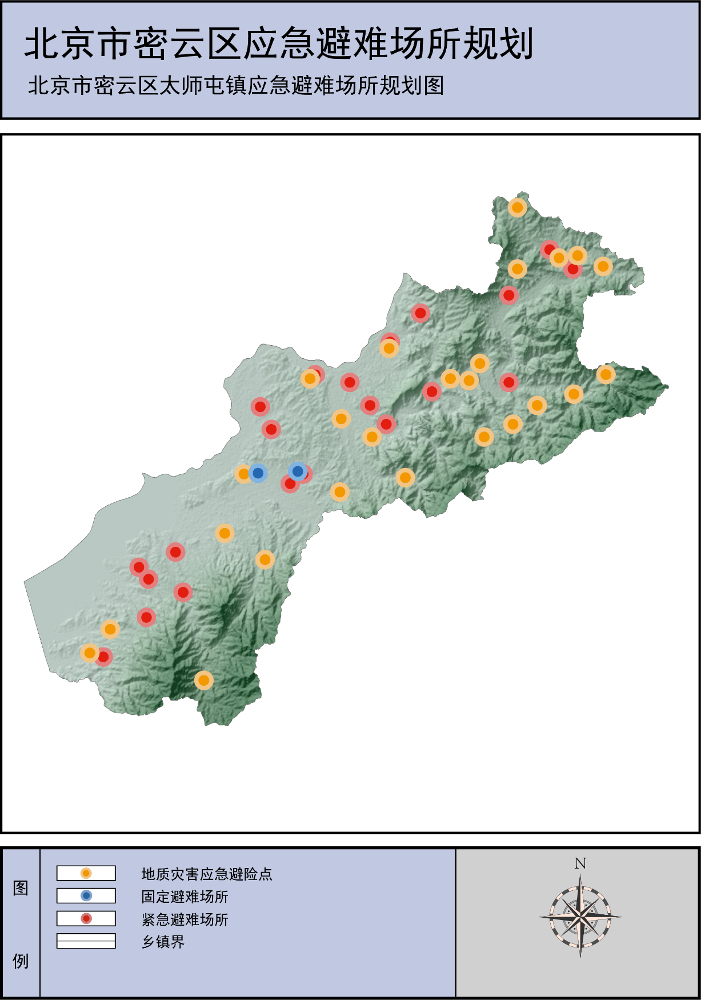 北京市密云区应急避难场所规划
北京市密云区太师屯镇应急避难场所规划图
图
例
地质灾害应急避险点
固定避难场所
紧急避难场所
乡镇界
N